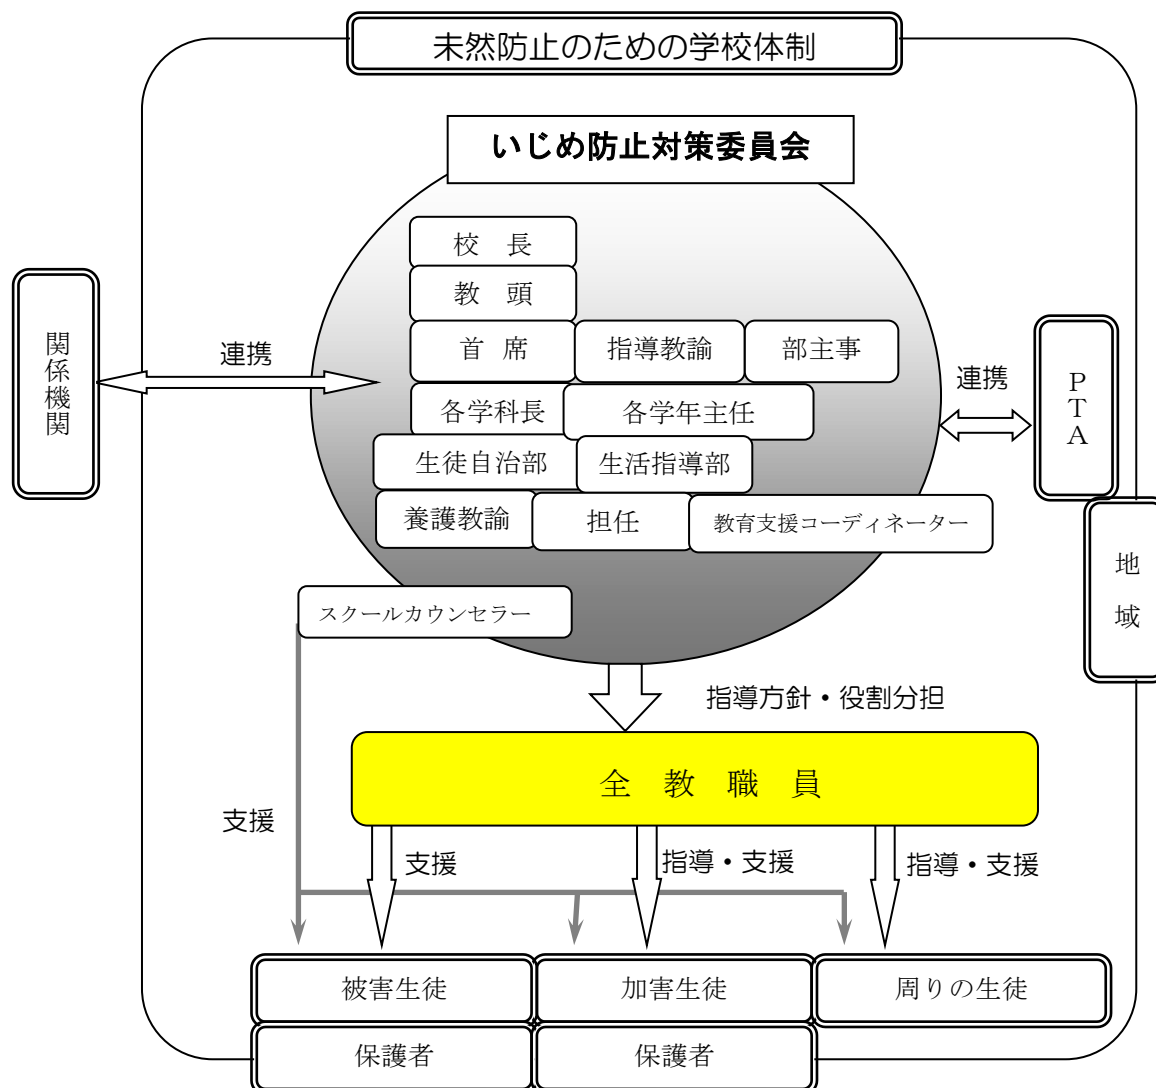 未然防止のための学校体制
いじめ防止対策委員会
校 長
教 頭
首 席
指導教諭
部主事
各学科長
各学年主任
生徒自治部
生活指導部
養護教諭
担任
教育支援コーディネーター
スクールカウンセラー
関係機関
連携
連携
PTA
地域
指導方針・役割分担
全 教 職 員
支援
支援
指導・支援
指導・支援
被害生徒
加害生徒
周りの生徒
保護者
保護者